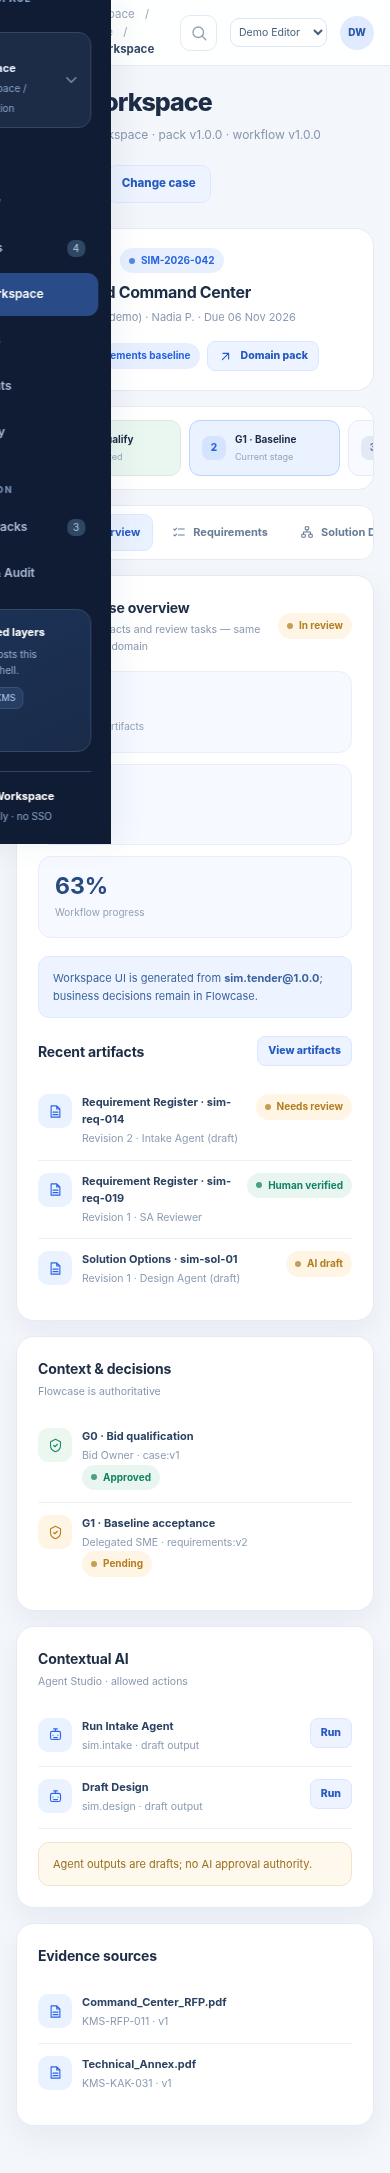 space /
/
rkspace
Demo Editor
DW
ace
pace /
tion
s 4
rkspace
ts
y
ON
acks 3
& Audit
ed layers
osts this
hell.
KMS
Workspace
ly · no SSO
orkspace
kspace · pack v1.0.0 · workflow v1.0.0
Change case
SIM-2026-042
d Command Center
demo) · Nadia P. · Due 06 Nov 2026
ements baseline
Domain pack
ualify
ed
2
G1 · Baseline
Current stage
rview
Requirements
Solution D
se overview
acts and review tasks — same
domain
In review
rtifacts
63%
Workflow progress
Workspace UI is generated from sim.tender@1.0.0;
business decisions remain in Flowcase.
Recent artifacts
View artifacts
Requirement Register · sim-
req-014
Revision 2 · Intake Agent (draft)
Needs review
Requirement Register · sim-
req-019
Revision 1 · SA Reviewer
Human verified
Solution Options · sim-sol-01
Revision 1 · Design Agent (draft)
AI draft
Context & decisions
Flowcase is authoritative
G0 · Bid qualification
Bid Owner · case:v1
Approved
G1 · Baseline acceptance
Delegated SME · requirements:v2
Pending
Contextual AI
Agent Studio · allowed actions
Run Intake Agent
sim.intake · draft output
Run
Draft Design
sim.design · draft output
Run
Agent outputs are drafts; no AI approval authority.
Evidence sources
Command_Center_RFP.pdf
KMS-RFP-011 · v1
Technical_Annex.pdf
KMS-KAK-031 · v1